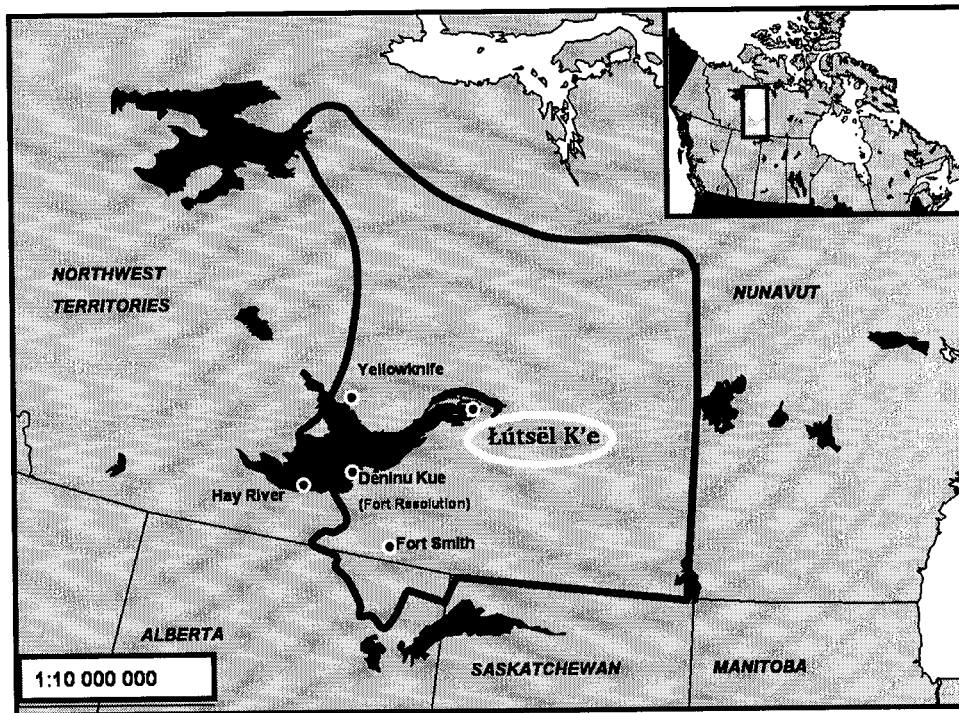 NORTHWEST
TERRITORIES
NUNAVUT
Yellowknife
Łútsël K'e
Hay River
Deninu Kue
(Fort Resolution)
Fort Smith
ALBERTA
SASKATCHEWAN
MANITOBA
1:10 000 000